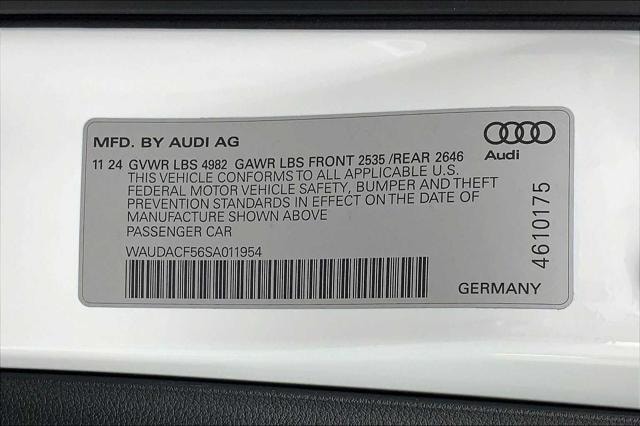 MFD. BY AUDI AG
11 24 GVWR LBS 4982 GAWR LBS FRONT 2535 /REAR 2646
THIS VEHICLE CONFORMS TO ALL APPLICABLE U.S.
FEDERAL MOTOR VEHICLE SAFETY, BUMPER AND THEFT
PREVENTION STANDARDS IN EFFECT ON THE DATE OF
MANUFACTURE SHOWN ABOVE
PASSENGER CAR
WAUDACF56SA011954
Audi
4610175
GERMANY